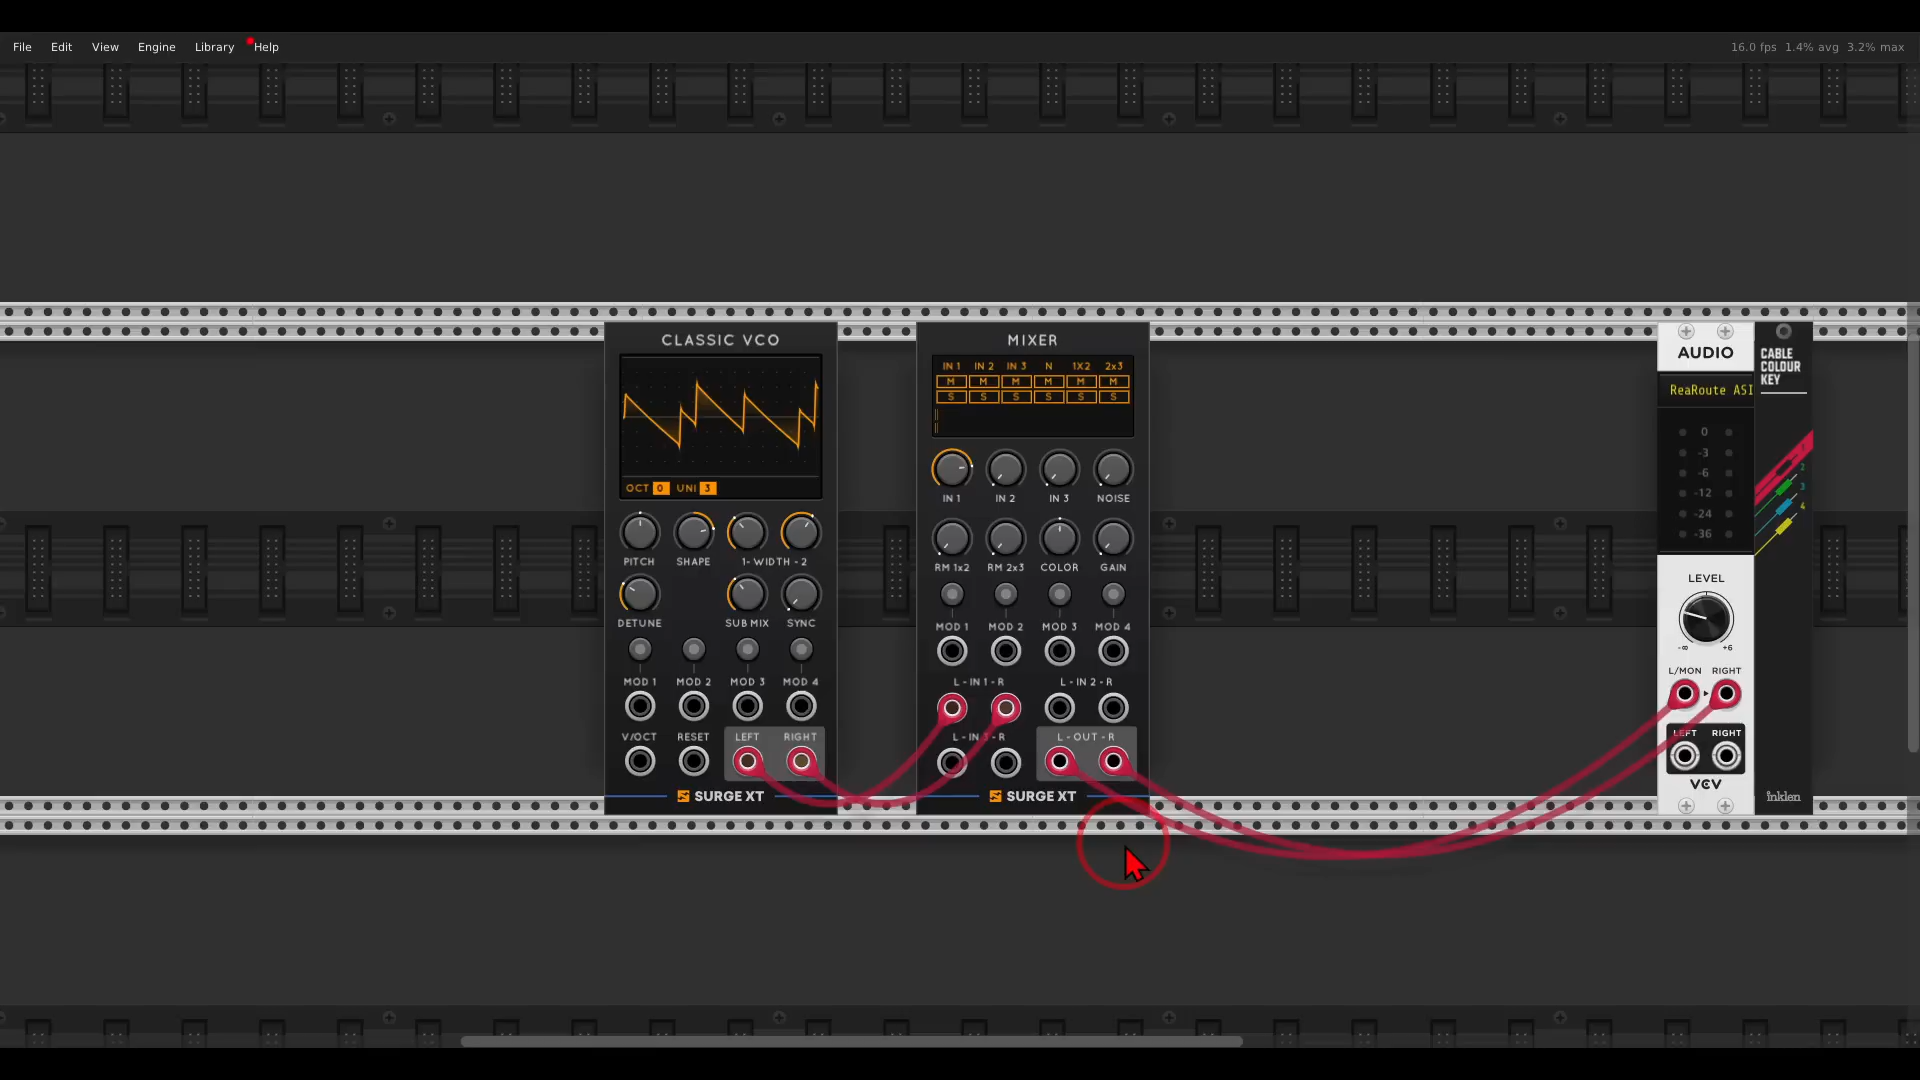 File Edit View Engine Library Help
16.0 fps 1.4% avg 3.2% max
CLASSIC VCO
OCT 0 UNI 3
PITCH SHAPE 1 - WIDTH - 2
DETUNE SUB MIX SYNC
MOD 1 MOD 2 MOD 3 MOD 4
V/OCT RESET LEFT RIGHT
SURGE XT
MIXER
IN 1 IN 2 IN 3 N 1X2 2x3
M M M M M M
S S S S S S
IN 1 IN 2 IN 3 NOISE
RM 1x2 RM 2x3 COLOR GAIN
MOD 1 MOD 2 MOD 3 MOD 4
L - IN 1 - R L - IN 2 - R
L - IN 3 - R L - OUT - R
SURGE XT
AUDIO
ReaRoute ASI
0
-3
-6
-12
-24
-36
LEVEL
-∞ +6
L/MON RIGHT
LEFT RIGHT
VCV
CABLE
COLOUR
KEY
2
3
4
inklen